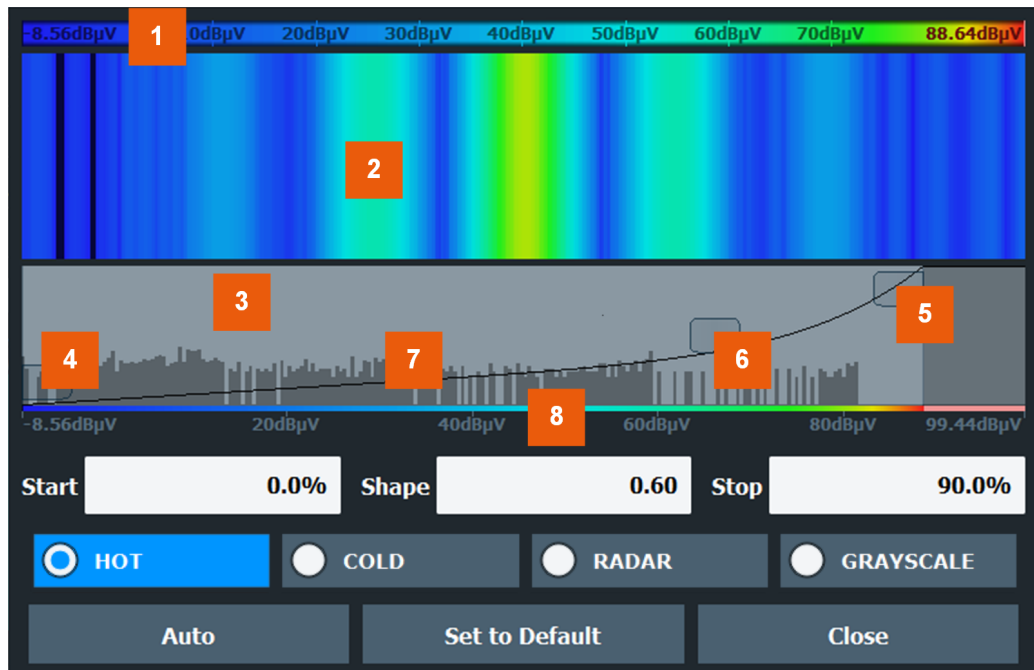 -8.56dBµV 1 0dBµV 20dBµV 30dBµV 40dBµV 50dBµV 60dBµV 70dBµV 88.64dBµV
2
3
4 7 6 5
-8.56dBµV 20dBµV 40dBµV 8 60dBµV 80dBµV 99.44dBµV
Start 0.0% Shape 0.60 Stop 90.0%
HOT COLD RADAR GRAYSCALE
Auto Set to Default Close